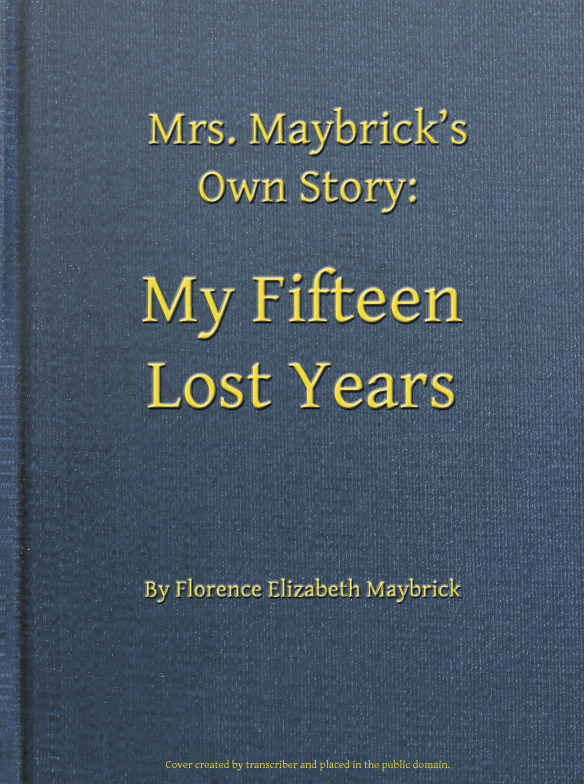 Mrs. Maybrick’s
Own Story:
My Fifteen
Lost Years
By Florence Elizabeth Maybrick
Cover created by transcriber and placed in the public domain.